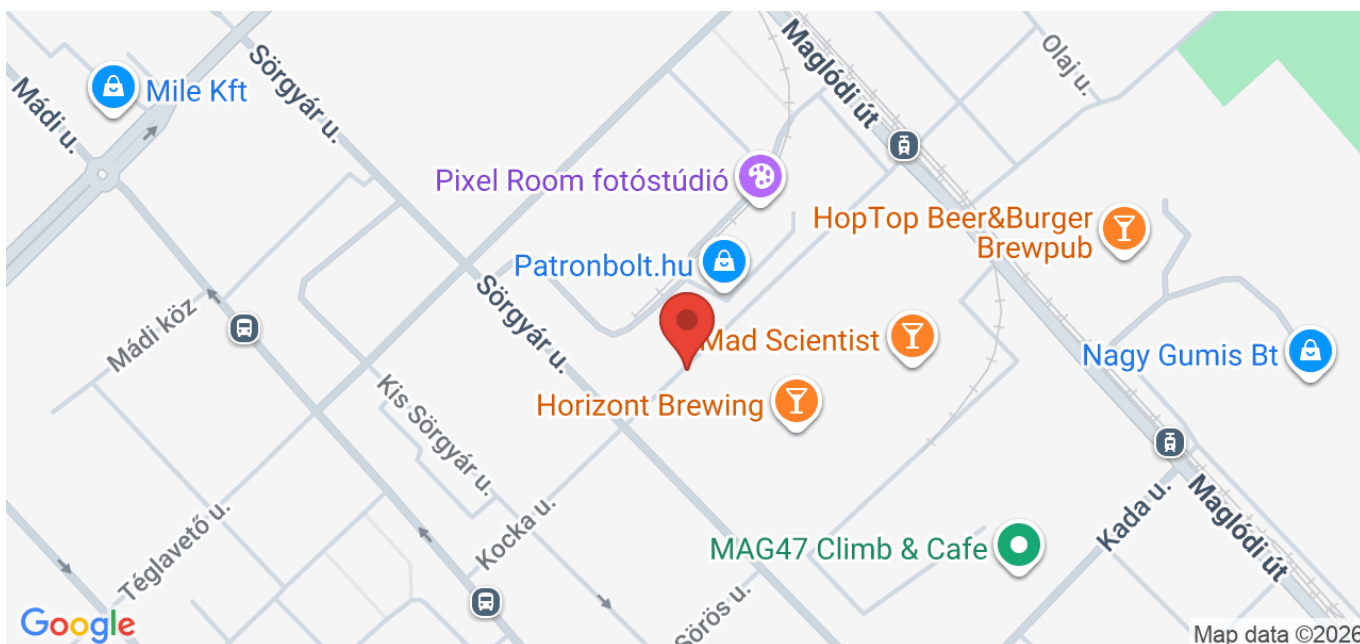 Sörgyár u.
Maglódi út
Olaj u.
Mádi u.
Mile Kft
Pixel Room fotóstúdió
HopTop Beer&Burger
Brewpub
Patronbolt.hu
Mádi köz
Sörgyár u.
Mad Scientist
Nagy Gumis Bt
Kis Sörgyár u.
Horizont Brewing
Téglavető u.
Kocka u.
MAG47 Climb & Cafe
Kada u.
Maglódi út
Sörös u.
Google
Map data ©2026